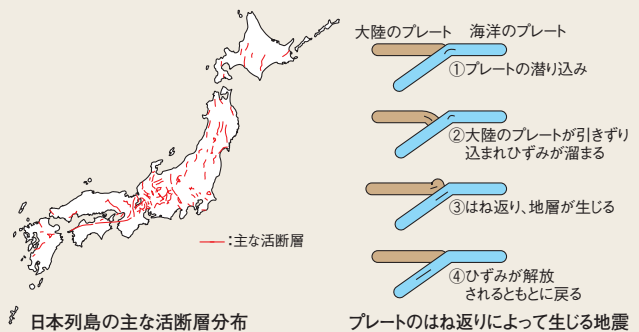 大陸のプレート
海洋のプレート
①プレートの潜り込み
②大陸のプレートが引きずり
込まれひずみが溜まる
③はね返り、地層が生じる
④ひずみが解放
されるともとに戻る
:主な活断層
日本列島の主な活断層分布
プレートのはね返りによって生じる地震